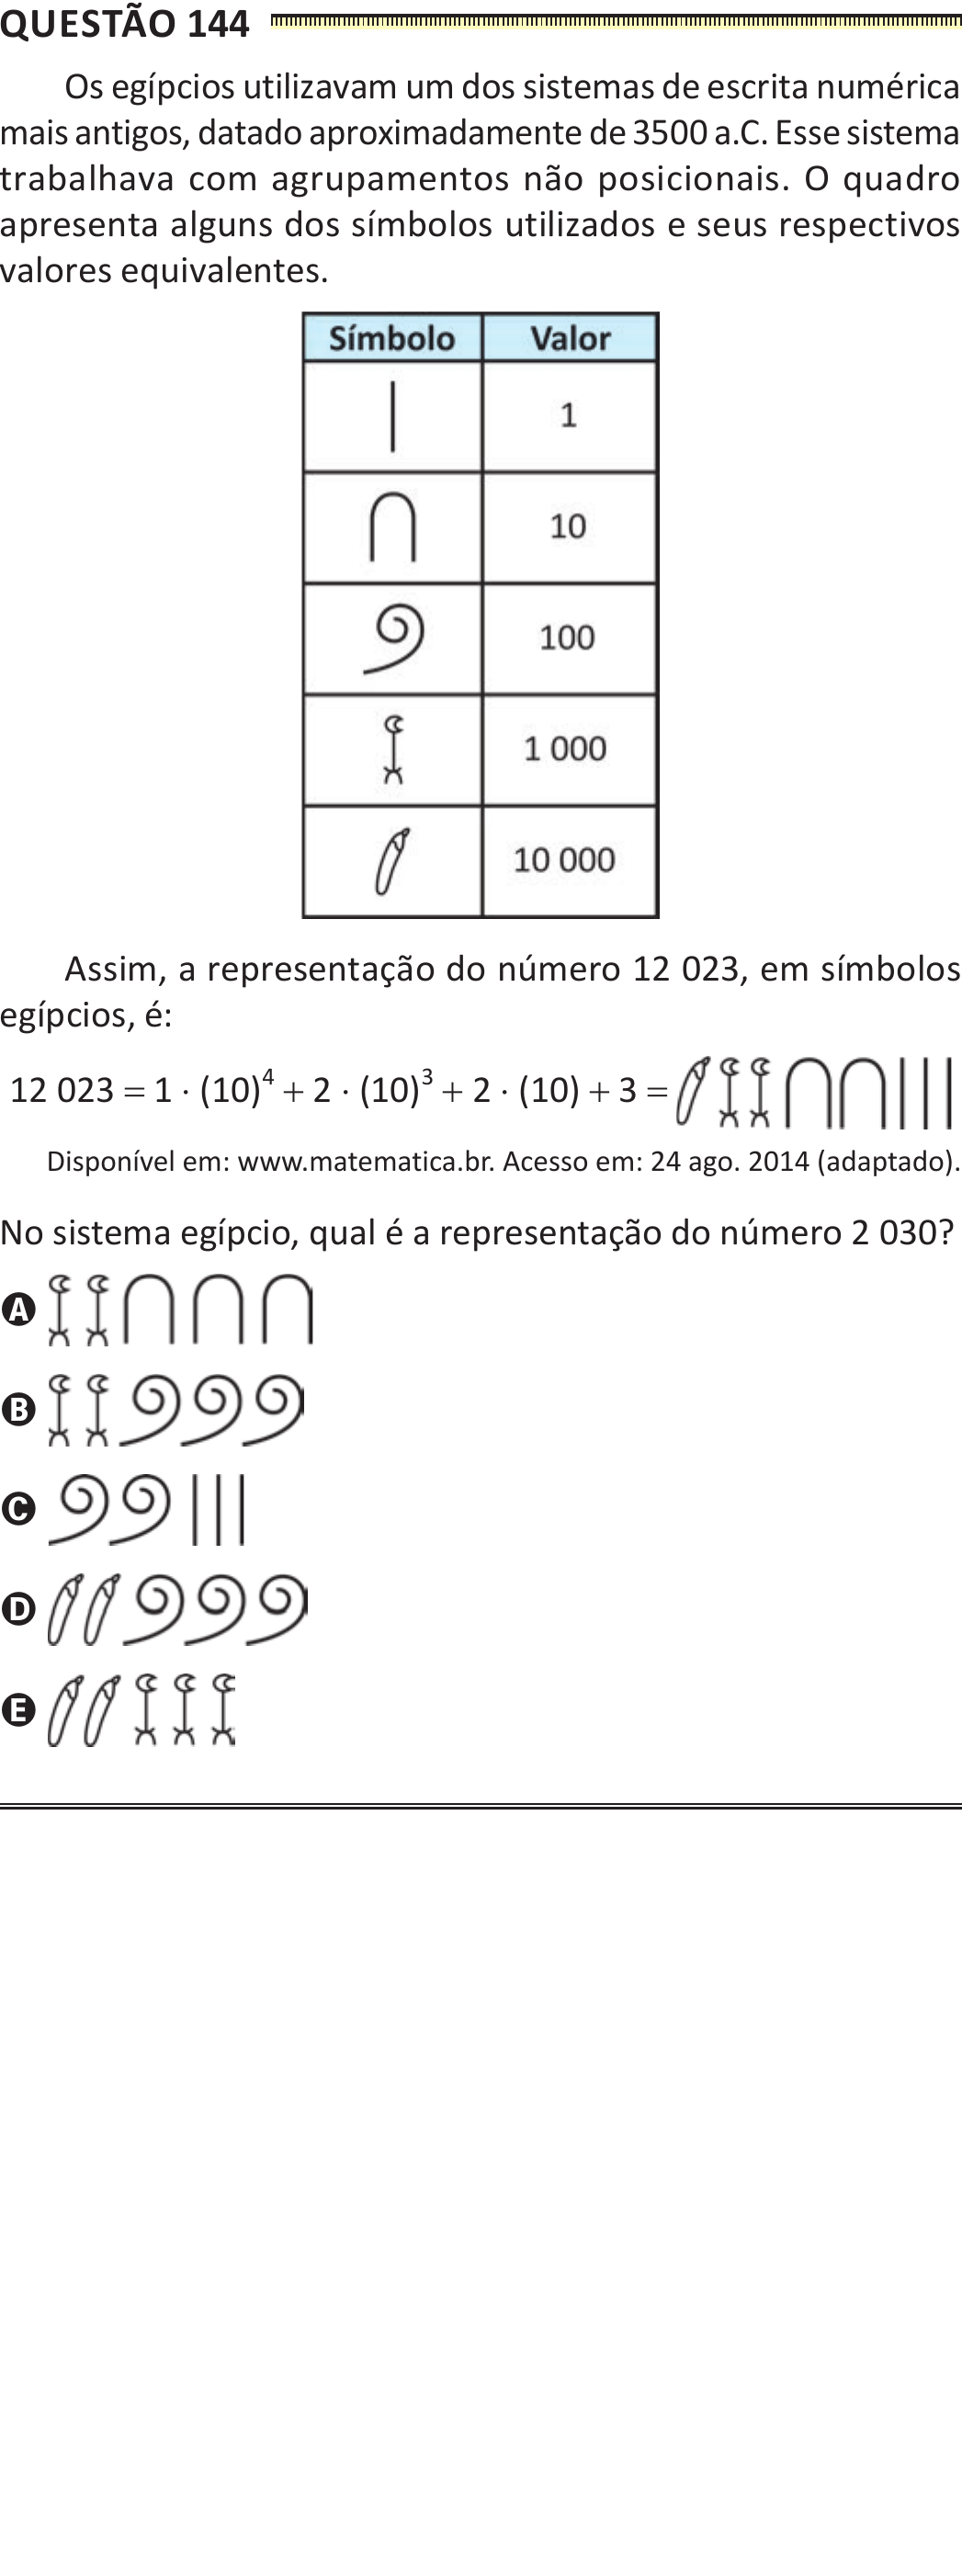 QUESTÃO 144
Os egípcios utilizavam um dos sistemas de escrita numérica
mais antigos, datado aproximadamente de 3500 a.C. Esse sistema
trabalhava com agrupamentos não posicionais. O quadro
apresenta alguns dos símbolos utilizados e seus respectivos
valores equivalentes.
Símbolo Valor
1
10
100
1 000
10 000
Assim, a representação do número 12 023, em símbolos
egípcios, é:
12 023 = 1 · (10)⁴ + 2 · (10)³ + 2 · (10) + 3 =
Disponível em: www.matematica.br. Acesso em: 24 ago. 2014 (adaptado).
No sistema egípcio, qual é a representação do número 2 030?
A
B
C
D
E